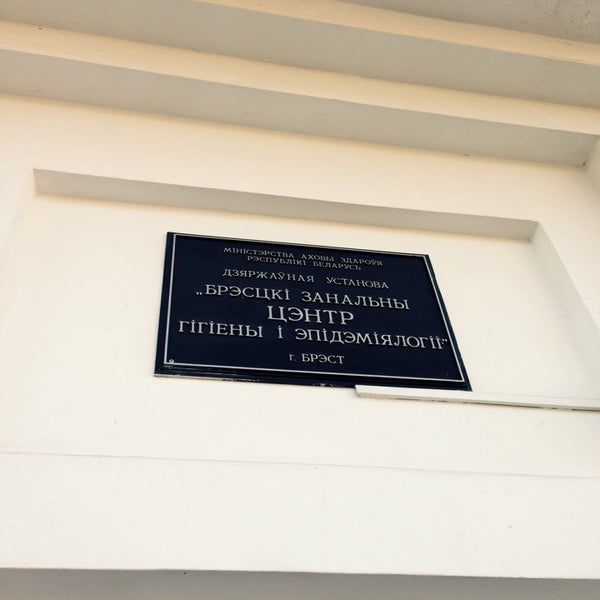 МІНІСТЭРСТВА АХОВЫ ЗДАРОЎЯ
РЭСПУБЛІКІ БЕЛАРУСЬ
ДЗЯРЖАЎНАЯ УСТАНОВА
„БРЭСЦКІ ЗАНАЛЬНЫ
ЦЭНТР
ГІГІЕНЫ І ЭПІДЭМІЯЛОГІІ"
г. БРЭСТ